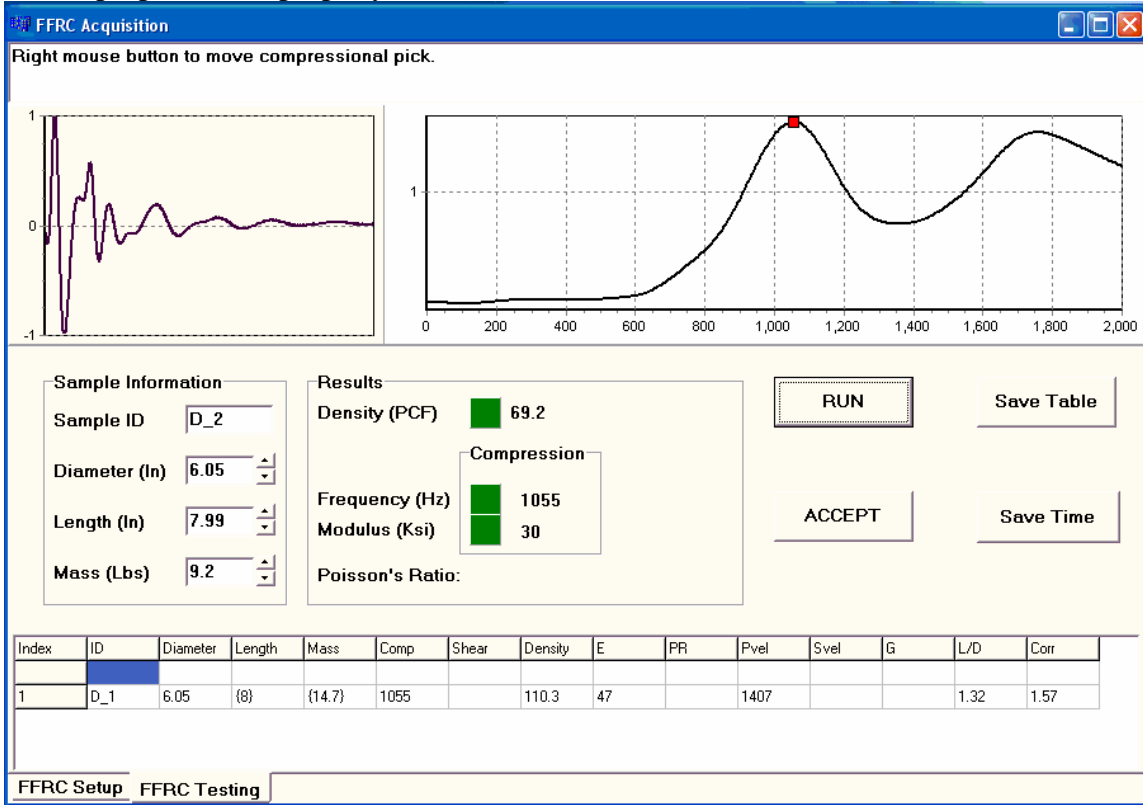 FFRC Acquisition
Right mouse button to move compressional pick.
1
0
-1
1
0 200 400 600 800 1,000 1,200 1,400 1,600 1,800 2,000
Sample Information
Sample ID D_2
Diameter (In) 6.05
Length (In) 7.99
Mass (Lbs) 9.2
Results
Density (PCF) 69.2
Compression
Frequency (Hz) 1055
Modulus (Ksi) 30
Poisson's Ratio:
RUN Save Table
ACCEPT Save Time
Index ID Diameter Length Mass Comp Shear Density E PR Pvel Svel G L/D Corr
1 D_1 6.05 {8} {14.7} 1055 110.3 47 1407 1.32 1.57
FFRC Setup FFRC Testing